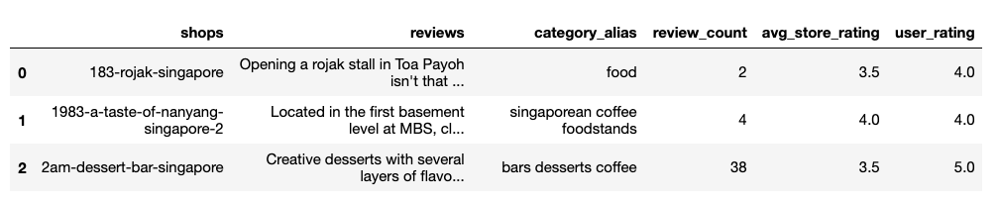 shops reviews category_alias review_count avg_store_rating user_rating
0 183-rojak-singapore Opening a rojak stall in Toa Payoh isn't that ... food 2 3.5 4.0
1 1983-a-taste-of-nanyang-singapore-2 Located in the first basement level at MBS, cl... singaporean coffee foodstands 4 4.0 4.0
2 2am-dessert-bar-singapore Creative desserts with several layers of flavo... bars desserts coffee 38 3.5 5.0